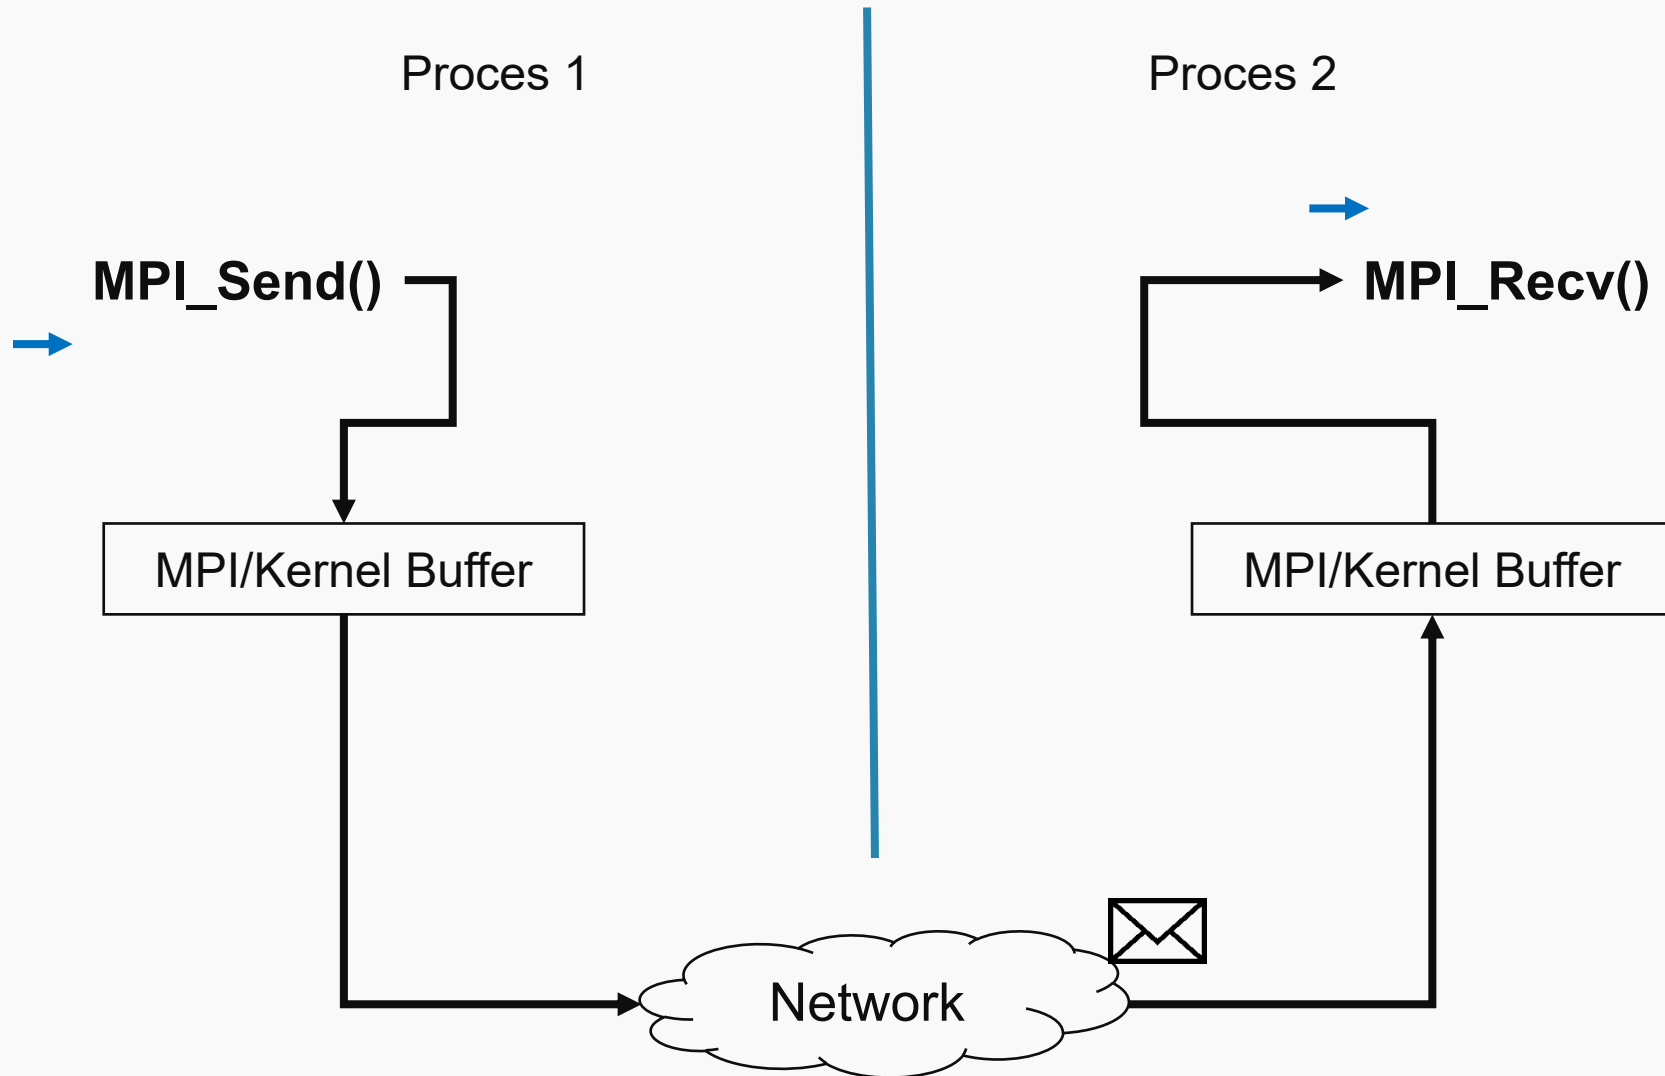 Proces 1
Proces 2
MPI_Send()
MPI_Recv()
MPI/Kernel Buffer
MPI/Kernel Buffer
Network